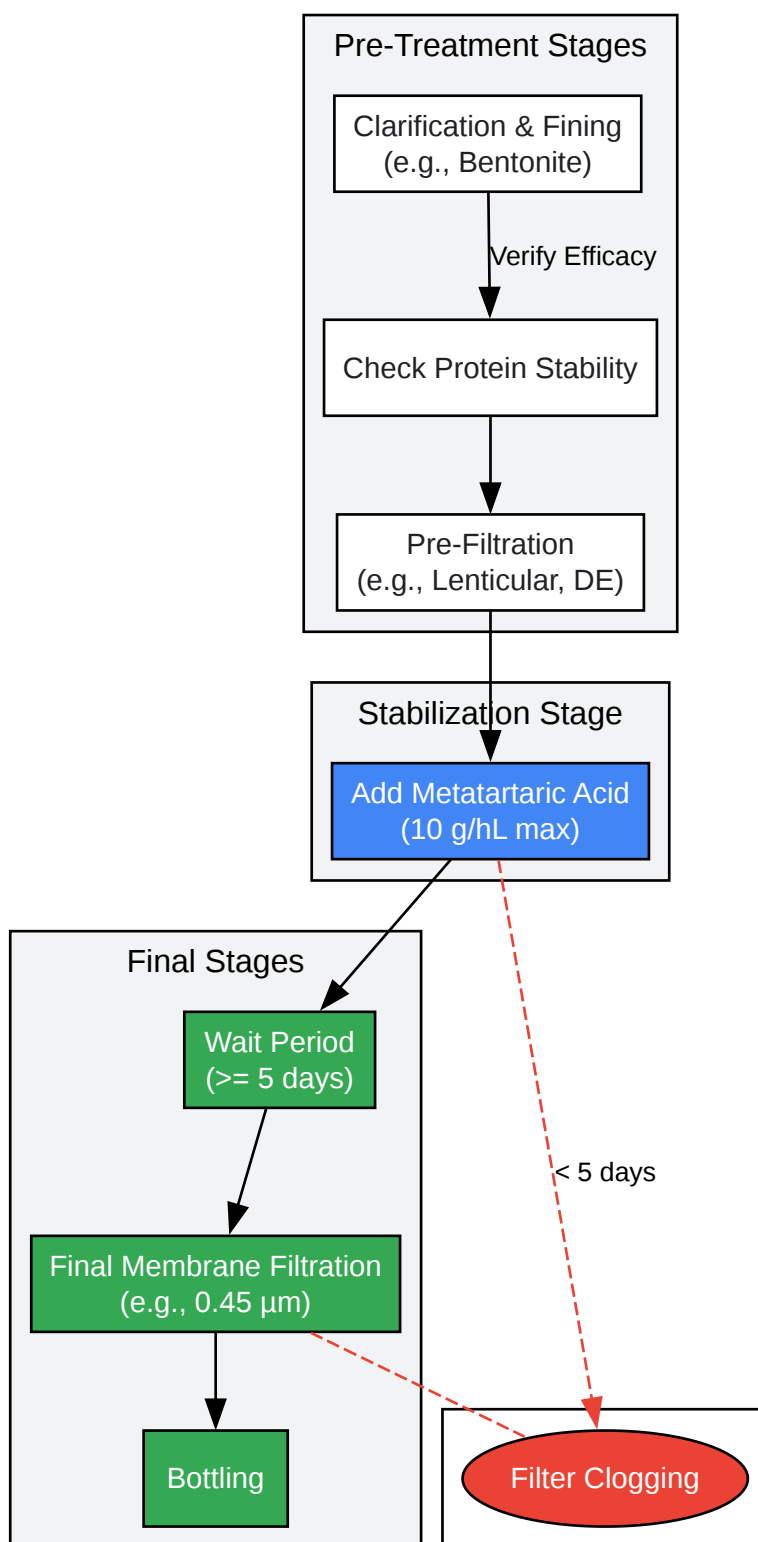 Pre-Treatment Stages
Clarification & Fining
(e.g., Bentonite)
Verify Efficacy
Check Protein Stability
Pre-Filtration
(e.g., Lenticular, DE)
Stabilization Stage
Add Metatartaric Acid
(10 g/hL max)
Final Stages
Wait Period
(>= 5 days)
< 5 days
Final Membrane Filtration
(e.g., 0.45 µm)
Bottling
Filter Clogging